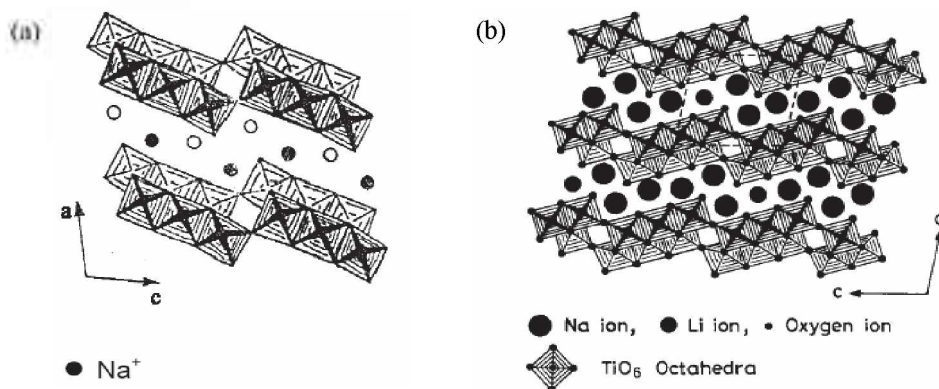 (a)
a
c
Na⁺
(b)
c
Na ion, Li ion, Oxygen ion
TiO₆ Octahedra